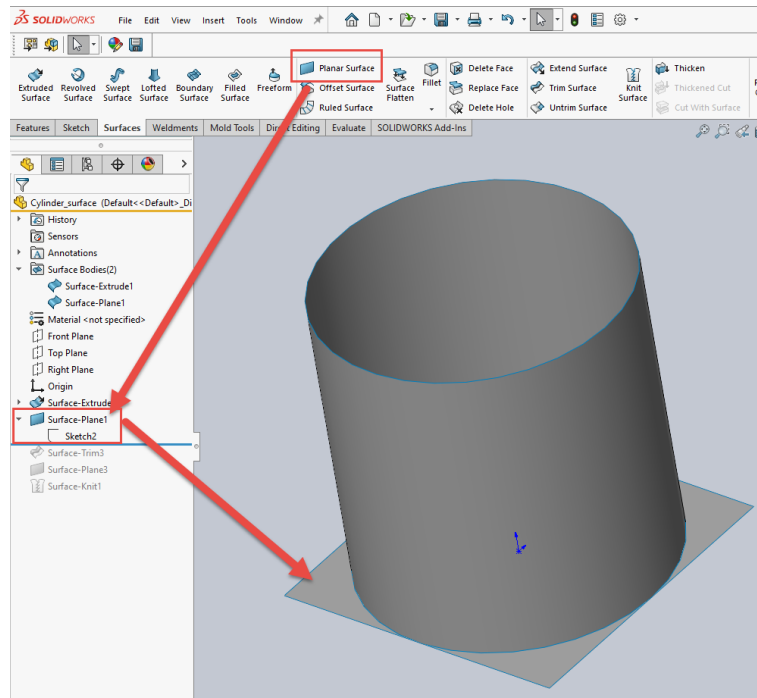 SOLIDWORKS File Edit View Insert Tools Window
Planar Surface Delete Face Extend Surface Thicken
Extruded Surface Revolved Surface Swept Surface Lofted Surface Boundary Surface Filled Surface Freeform Offset Surface Surface Flatten Fillet Replace Face Trim Surface Knit Surface Thickened Cut
Ruled Surface Delete Hole Untrim Surface Cut With Surface
Features Sketch Surfaces Weldments Mold Tools Direct Editing Evaluate SOLIDWORKS Add-Ins
Cylinder_surface (Default<<Default>_Di
History
Sensors
Annotations
Surface Bodies(2)
Surface-Extrude1
Surface-Plane1
Material <not specified>
Front Plane
Top Plane
Right Plane
Origin
Surface-Extrude
Surface-Plane1
Sketch2
Surface-Trim3
Surface-Plane3
Surface-Knit1